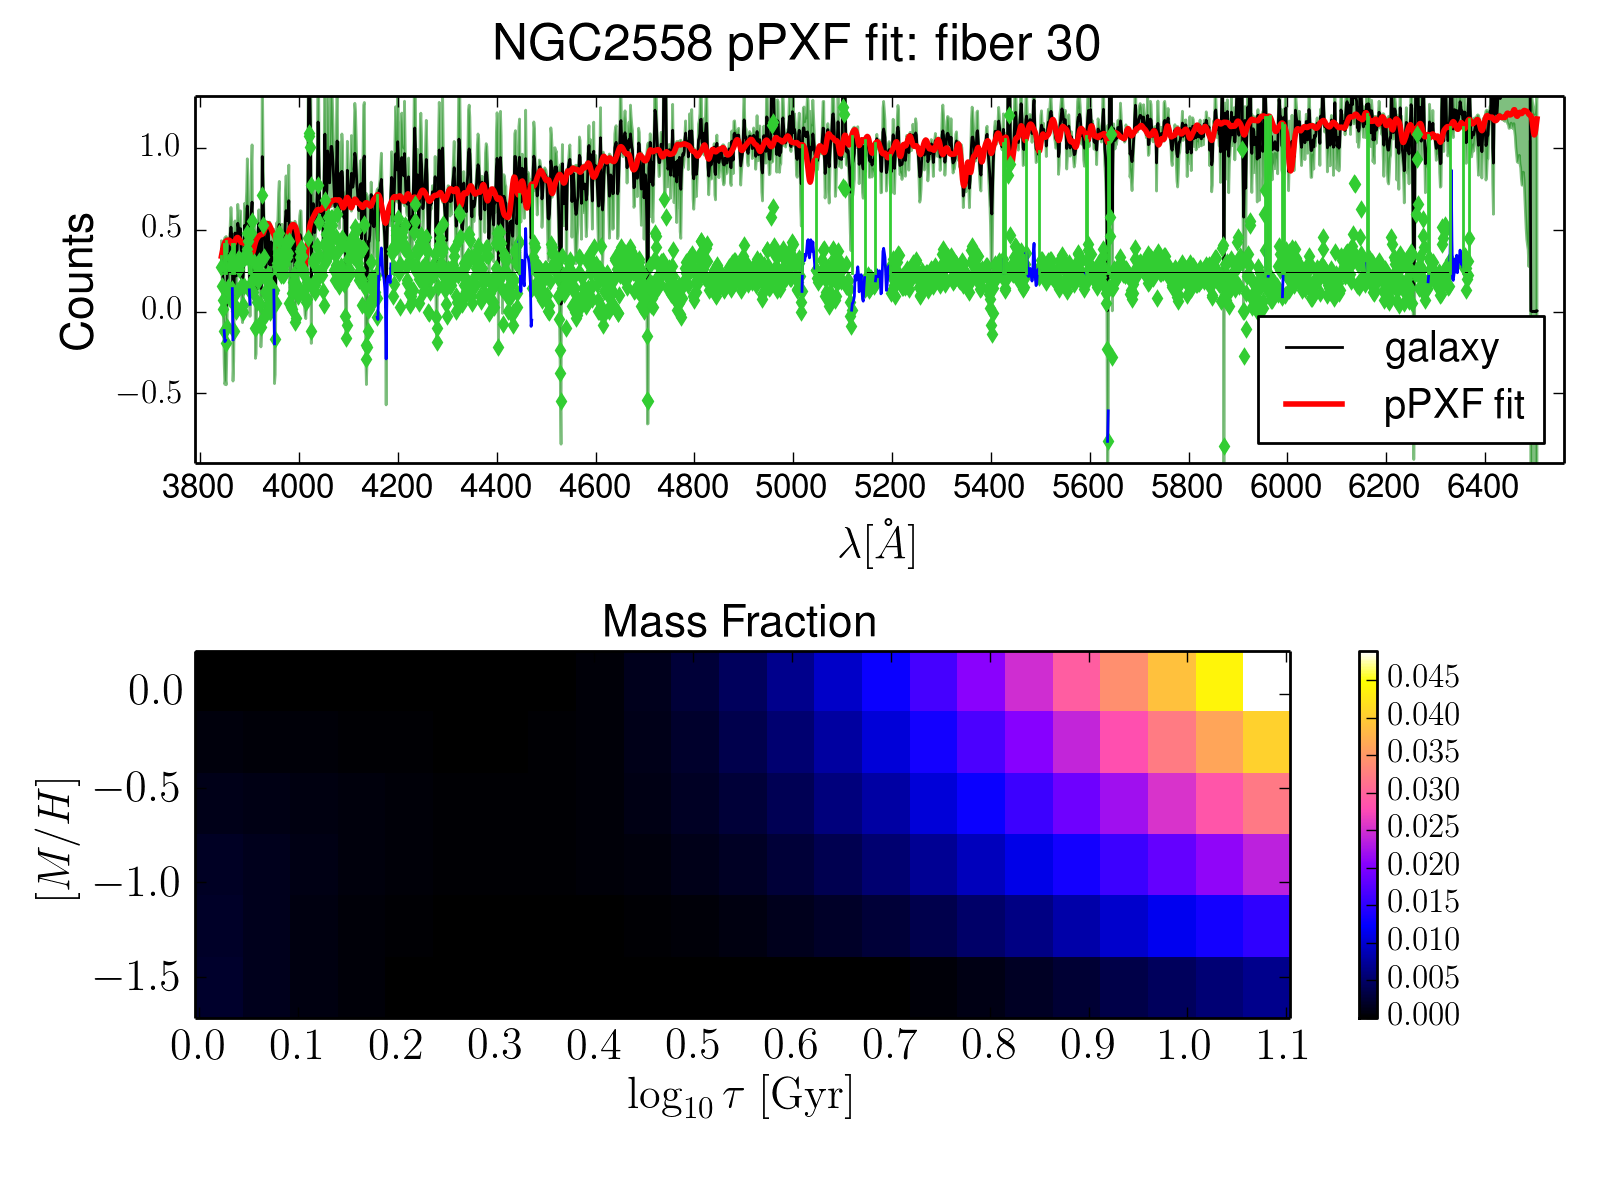 NGC2558 pPXF fit: fiber 30
Counts
1.0
0.5
0.0
−0.5
galaxy
pPXF fit
3800 4000 4200 4400 4600 4800 5000 5200 5400 5600 5800 6000 6200 6400
λ[Å]
Mass Fraction
[M/H]
0.0
−0.5
−1.0
−1.5
0.0 0.1 0.2 0.3 0.4 0.5 0.6 0.7 0.8 0.9 1.0 1.1
log₁₀ τ [Gyr]
0.045
0.040
0.035
0.030
0.025
0.020
0.015
0.010
0.005
0.000